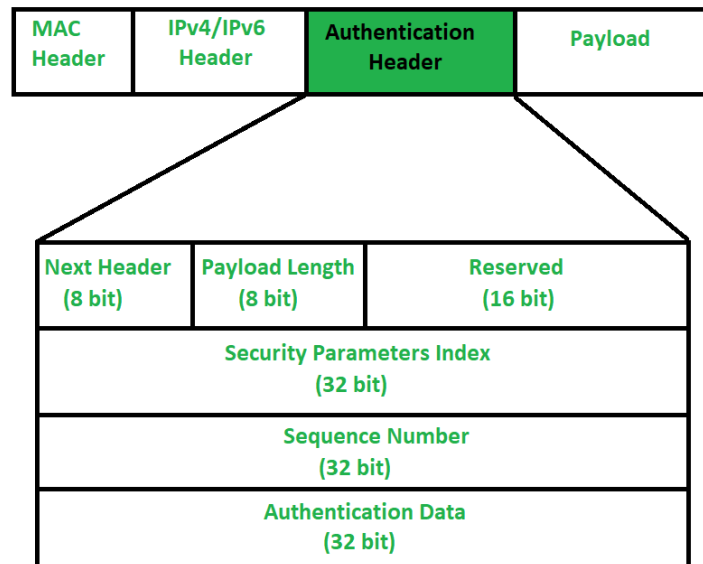 MAC
Header
IPv4/IPv6
Header
Authentication
Header
Payload
Next Header
(8 bit)
Payload Length
(8 bit)
Reserved
(16 bit)
Security Parameters Index
(32 bit)
Sequence Number
(32 bit)
Authentication Data
(32 bit)